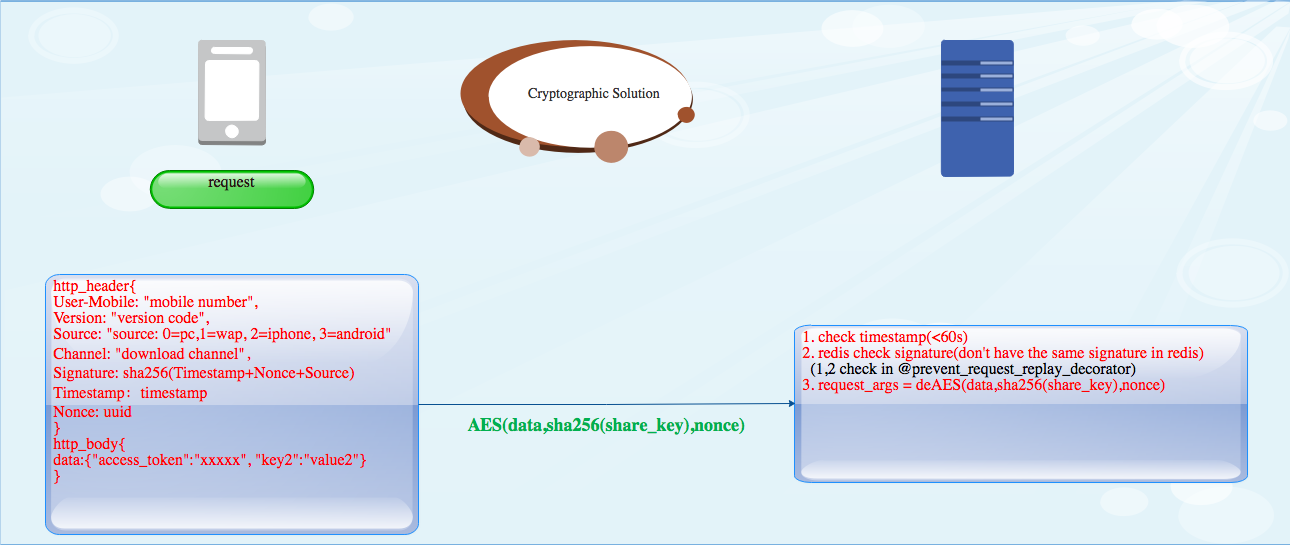 Cryptographic Solution
request
http_header{
User-Mobile: "mobile number",
Version: "version code",
Source: "source: 0=pc,1=wap, 2=iphone, 3=android"
Channel: "download channel",
Signature: sha256(Timestamp+Nonce+Source)
Timestamp：timestamp
Nonce: uuid
}
http_body{
data:{"access_token":"xxxxx", "key2":"value2"}
}
AES(data,sha256(share_key),nonce)
1. check timestamp(<60s)
2. redis check signature(don't have the same signature in redis)
(1,2 check in @prevent_request_replay_decorator)
3. request_args = deAES(data,sha256(share_key),nonce)